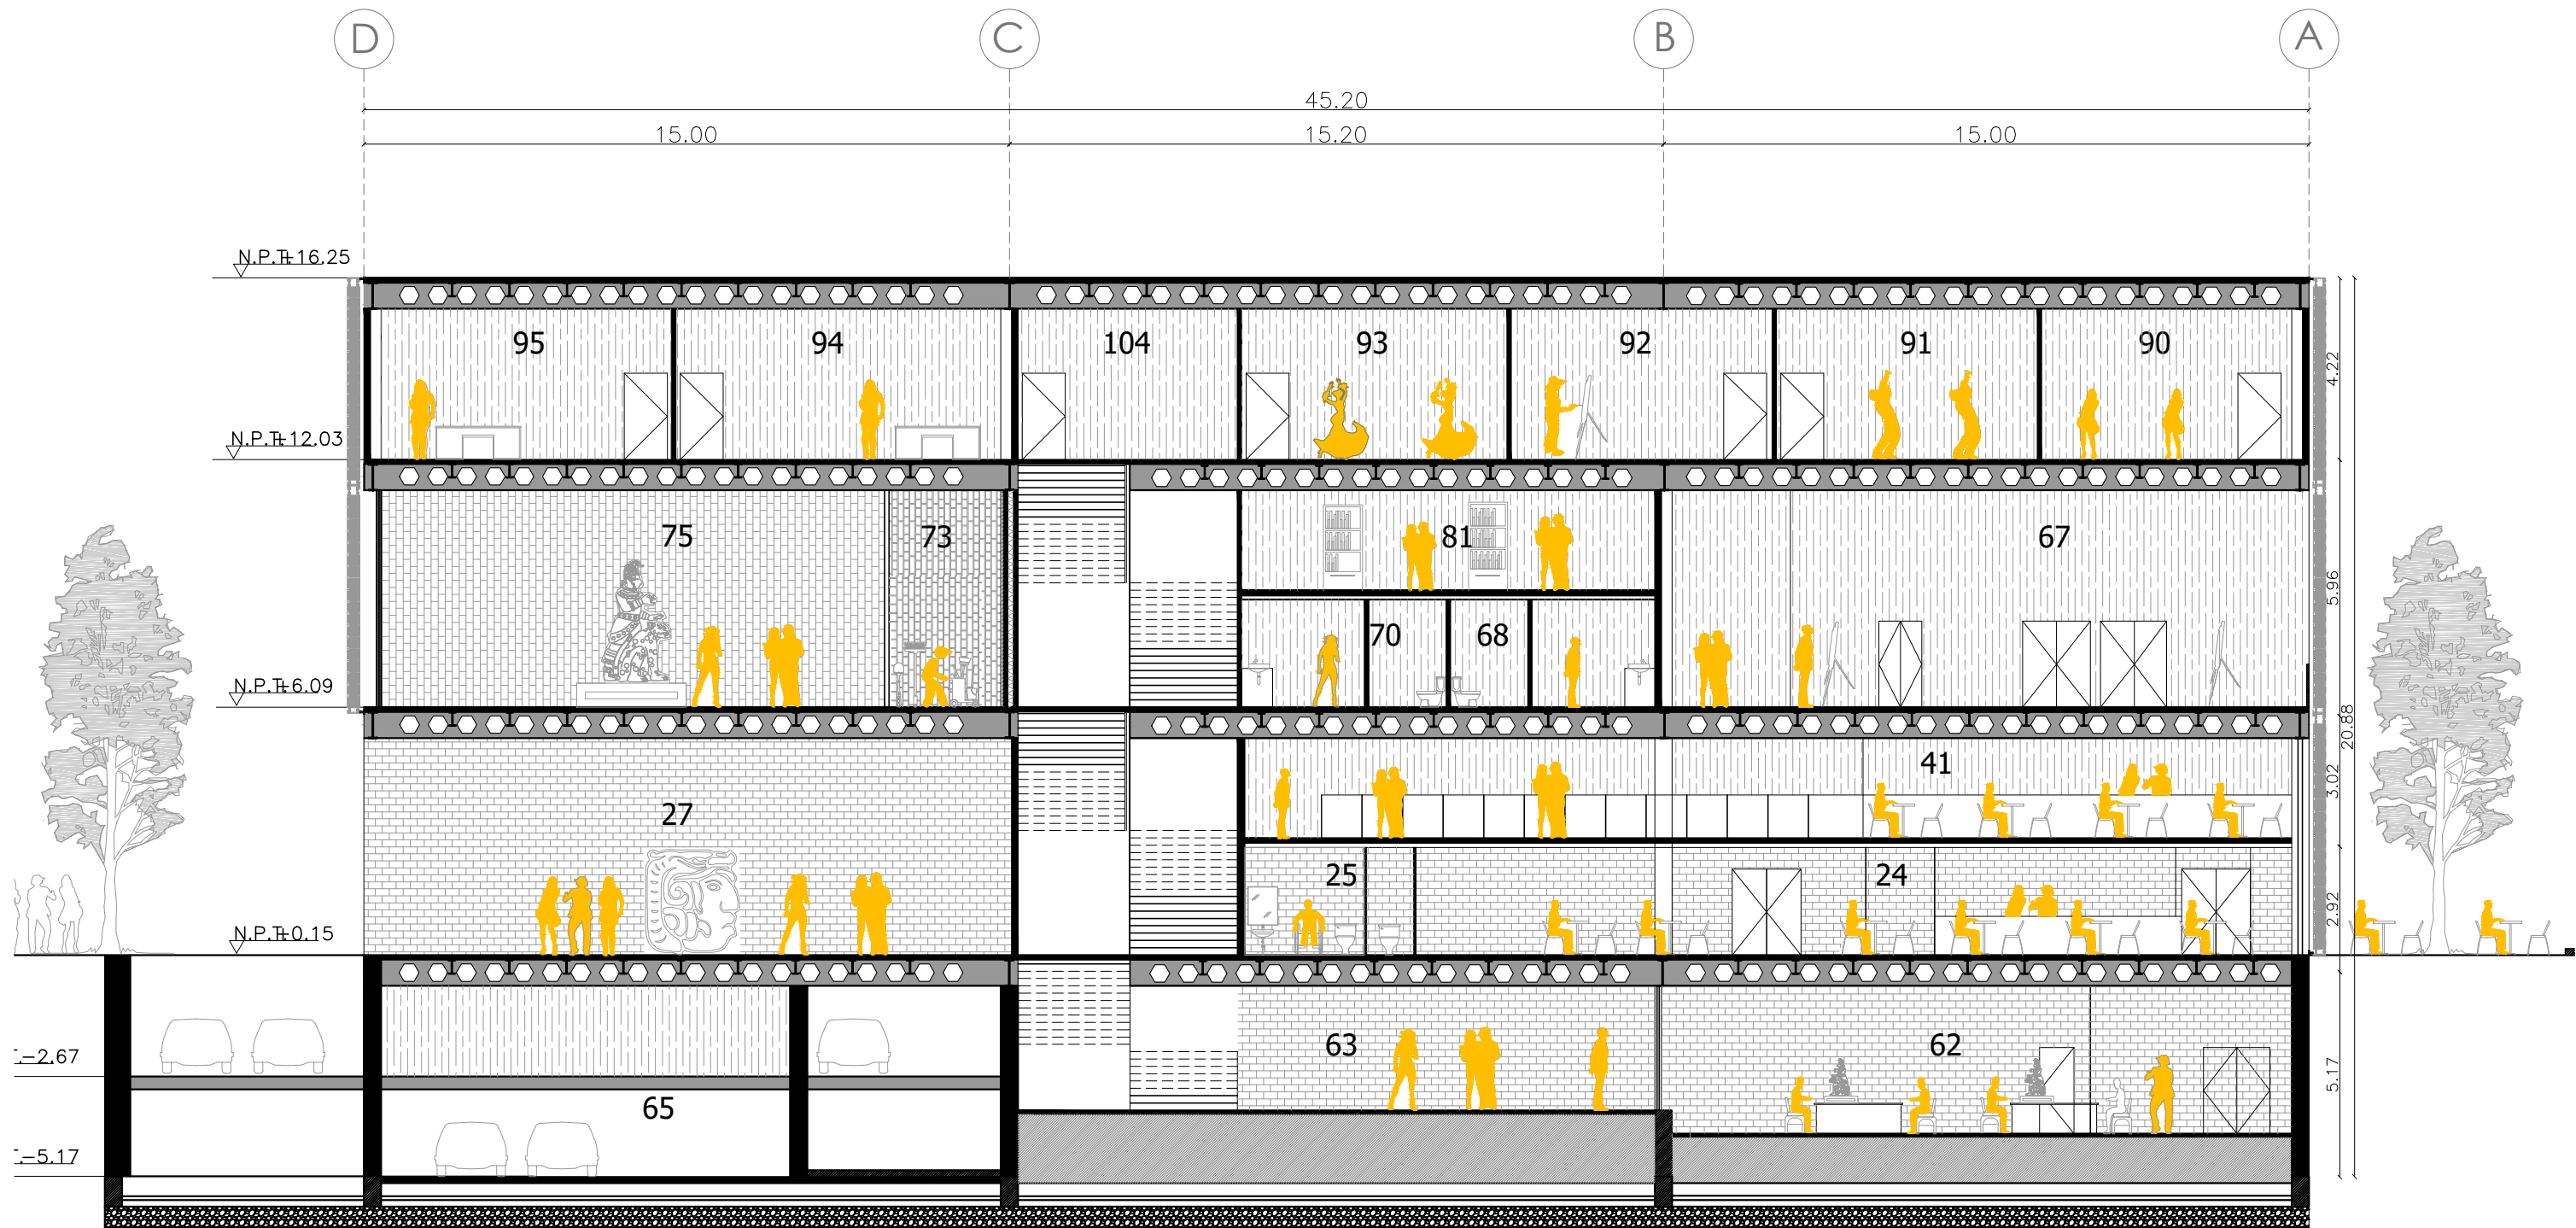 D C B A
45.20
15.00 15.20 15.00
N.P.T.+16.25
95 94 104 93 92 91 90
4.22
N.P.T.+12.03
75 73 81 67
5.96
70 68
N.P.T.+6.09
20.88
41
3.02
27
25 24
2.92
N.P.T.+0.15
63 62
T.-2.67
5.17
65
T.-5.17